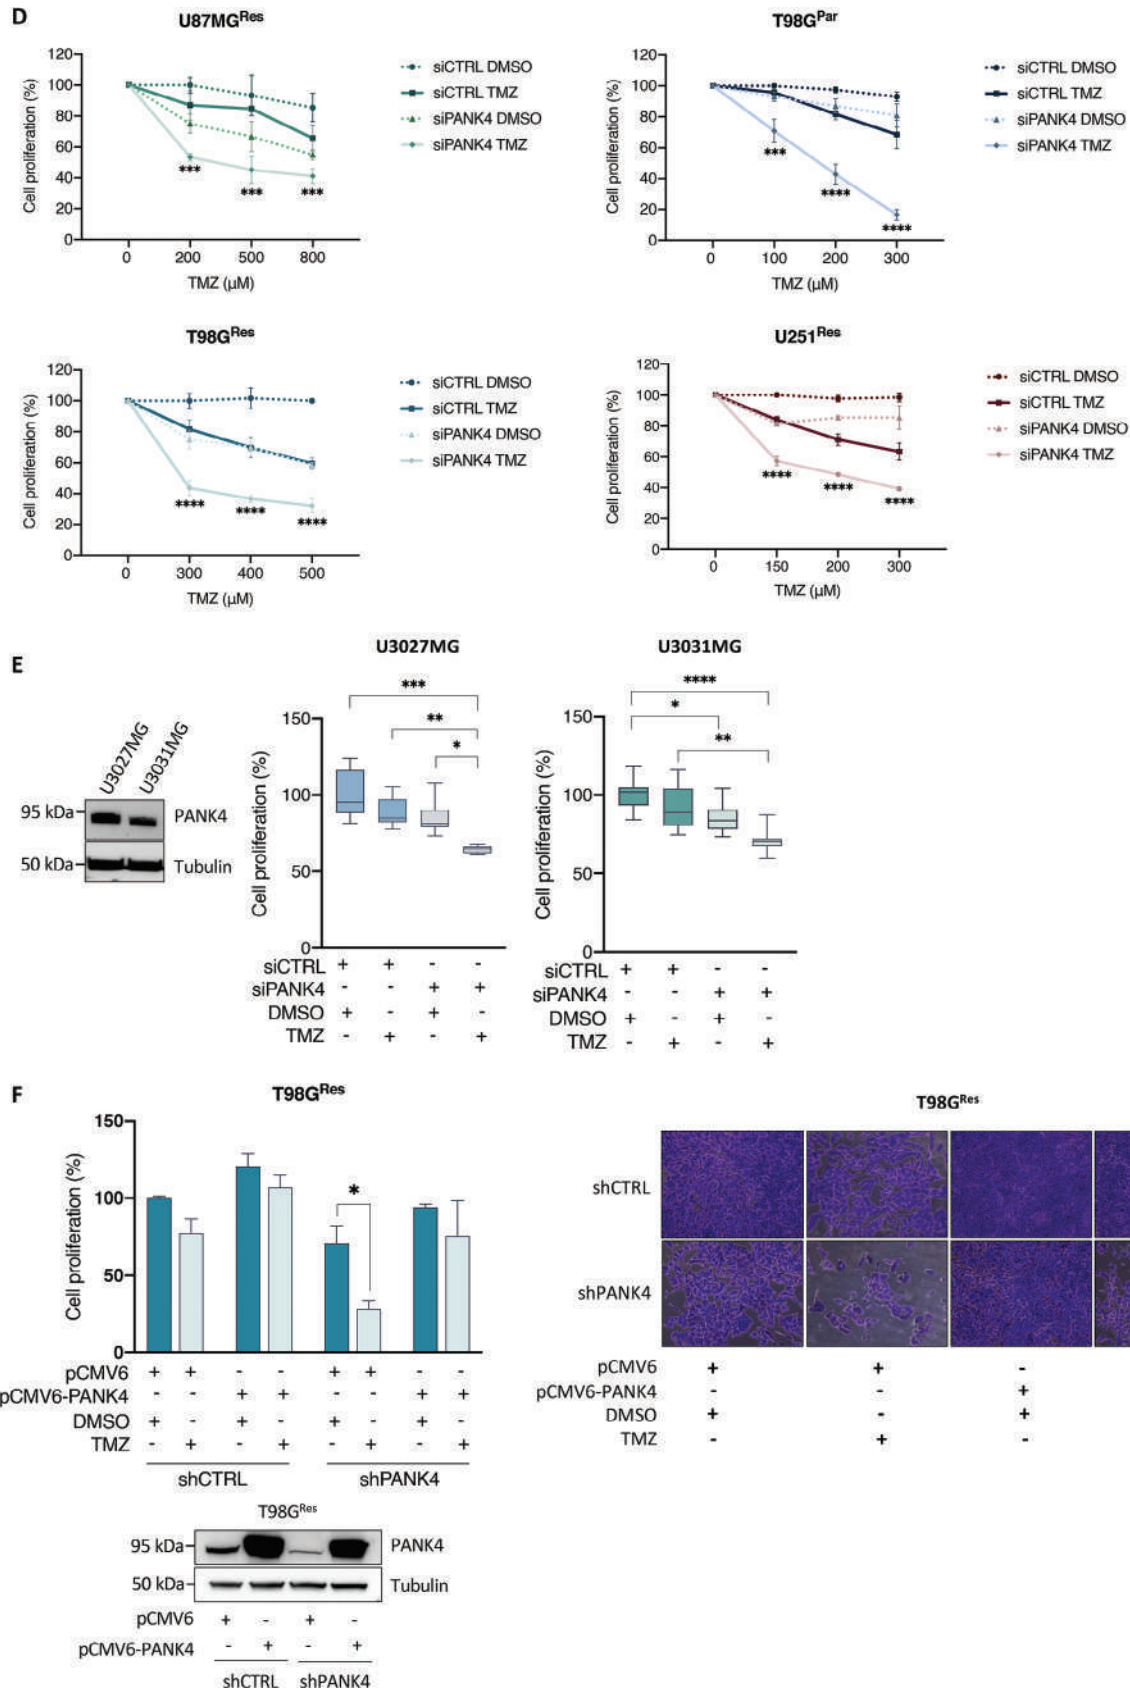 D
U87MGRes
120
100
80
60
40
20
0
Cell proliferation (%)
*** *** ***
0 200 500 800
TMZ (µM)
siCTRL DMSO
siCTRL TMZ
siPANK4 DMSO
siPANK4 TMZ
T98GPar
120
100
80
60
40
20
0
Cell proliferation (%)
*** **** ****
0 100 200 300
TMZ (µM)
siCTRL DMSO
siCTRL TMZ
siPANK4 DMSO
siPANK4 TMZ
T98GRes
120
100
80
60
40
20
0
Cell proliferation (%)
**** **** ****
0 300 400 500
TMZ (µM)
siCTRL DMSO
siCTRL TMZ
siPANK4 DMSO
siPANK4 TMZ
U251Res
120
100
80
60
40
20
0
Cell proliferation (%)
**** **** ****
0 150 200 300
TMZ (µM)
siCTRL DMSO
siCTRL TMZ
siPANK4 DMSO
siPANK4 TMZ
E
U3027MG
U3031MG
95 kDa
PANK4
50 kDa
Tubulin
U3027MG
***
**
*
150
100
50
0
Cell proliferation (%)
siCTRL + + - -
siPANK4 - - + +
DMSO + - + -
TMZ - + - +
U3031MG
****
*
**
150
100
50
0
Cell proliferation (%)
siCTRL + + - -
siPANK4 - - + +
DMSO + - + -
TMZ - + - +
F
T98GRes
150
100
50
0
Cell proliferation (%)
*
pCMV6 + + - - + + - -
pCMV6-PANK4 - - + + - - + +
DMSO + - + - + - + -
TMZ - + - + - + - +
shCTRL shPANK4
T98GRes
shCTRL
shPANK4
pCMV6 + + -
pCMV6-PANK4 - - +
DMSO + - +
TMZ - + -
T98GRes
95 kDa
PANK4
50 kDa
Tubulin
pCMV6 + - + -
pCMV6-PANK4 - + - +
shCTRL shPANK4